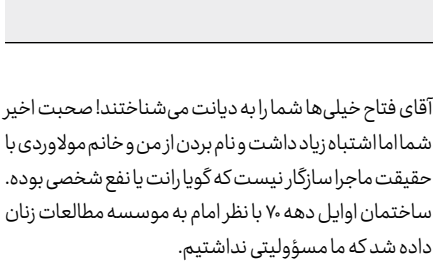 آقای فتاح خیلی‌ها شما را به دیانت می‌شناختند! صحبت اخیر
شما اما اشتباه زیاد داشت و نام بردن از من و خانم مولاوردی با
حقیقت ماجرا سازگار نیست که گویا رانت یا نفع شخصی بوده.
ساختمان اوایل دهه ۷۰ با نظر امام به موسسه مطالعات زنان
داده شد که ما مسؤولیتی نداشتیم.